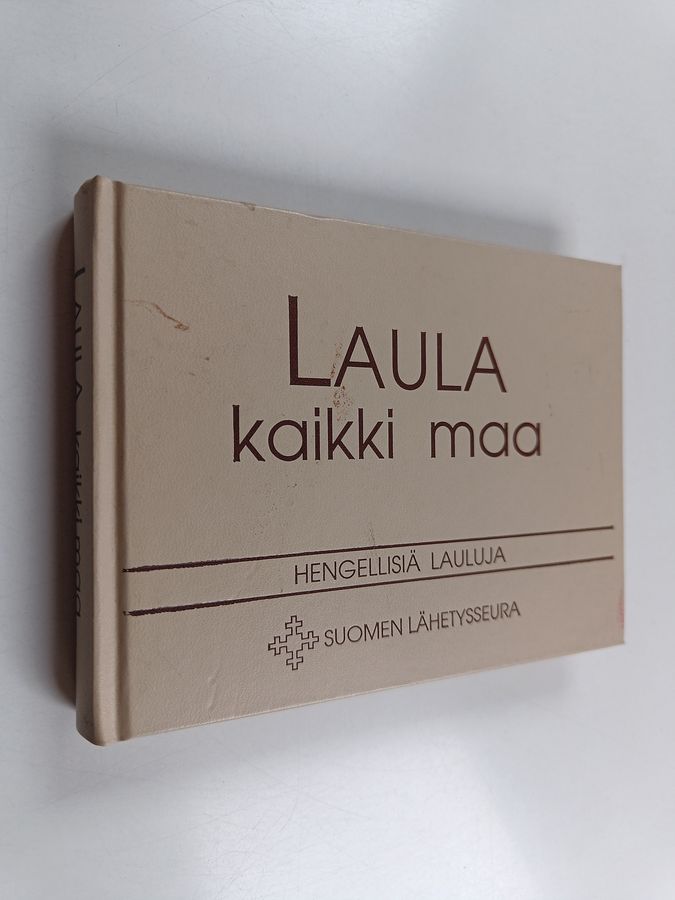 LAULA
kaikki maa
HENGELLISIÄ LAULUJA
SUOMEN LÄHETYSSEURA
LAULA kaikki maa